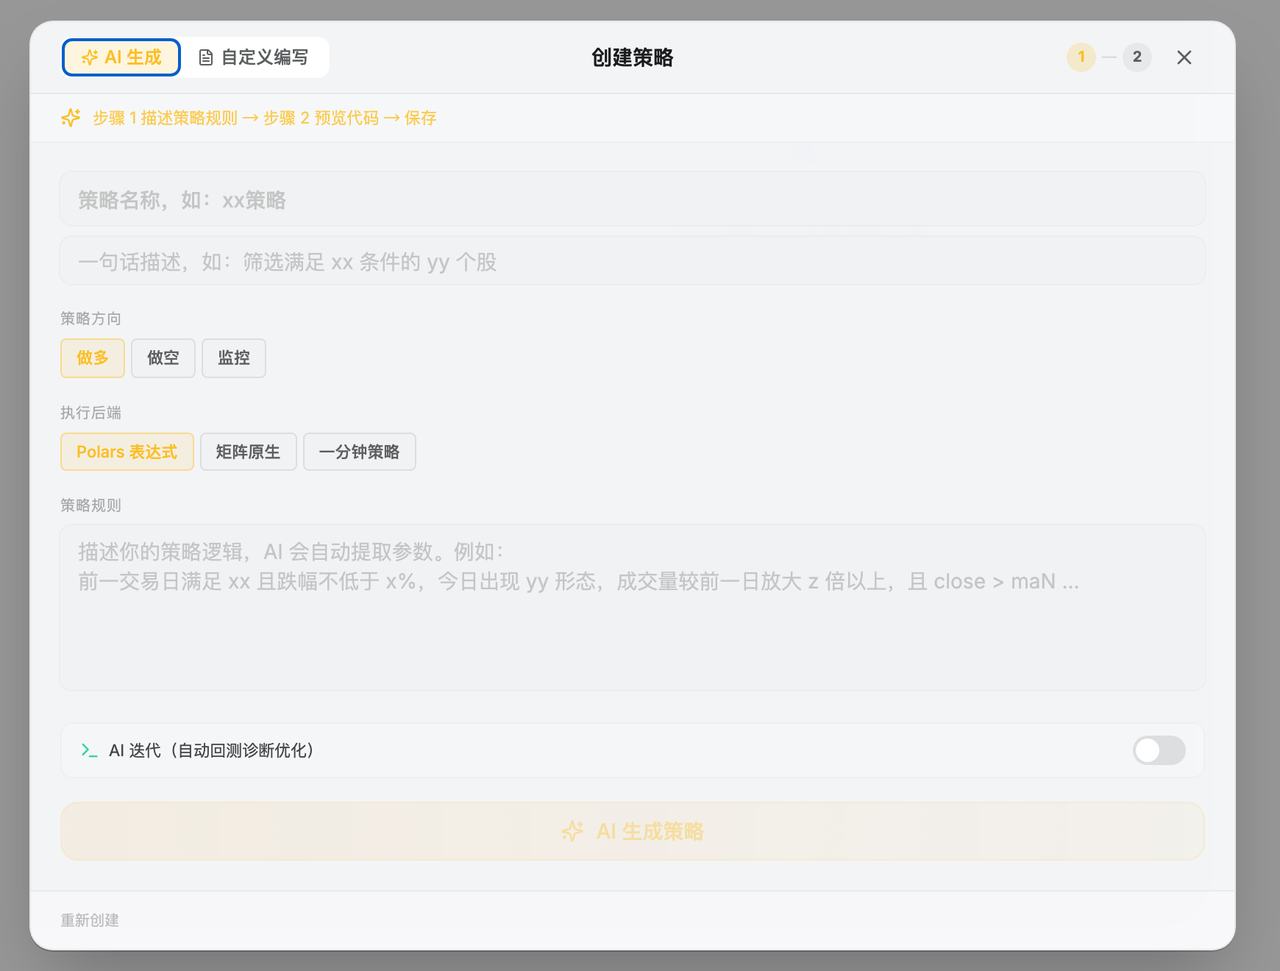 AI 生成
自定义编写
创建策略
1 — 2
步骤 1 描述策略规则 → 步骤 2 预览代码 → 保存
策略名称，如：xx策略
一句话描述，如：筛选满足 xx 条件的 yy 个股
策略方向
做多
做空
监控
执行后端
Polars 表达式
矩阵原生
一分钟策略
策略规则
描述你的策略逻辑，AI 会自动提取参数。例如：
前一交易日满足 xx 且跌幅不低于 x%，今日出现 yy 形态，成交量较前一日放大 z 倍以上，且 close > maN ...
AI 迭代（自动回测诊断优化）
AI 生成策略
重新创建